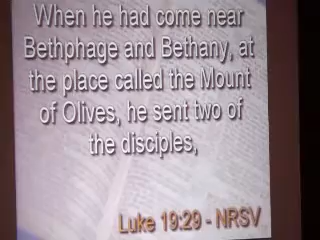 When he had come near
Bethphage and Bethany, at
the place called the Mount
of Olives, he sent two of
the disciples,
Luke 19:29 - NRSV